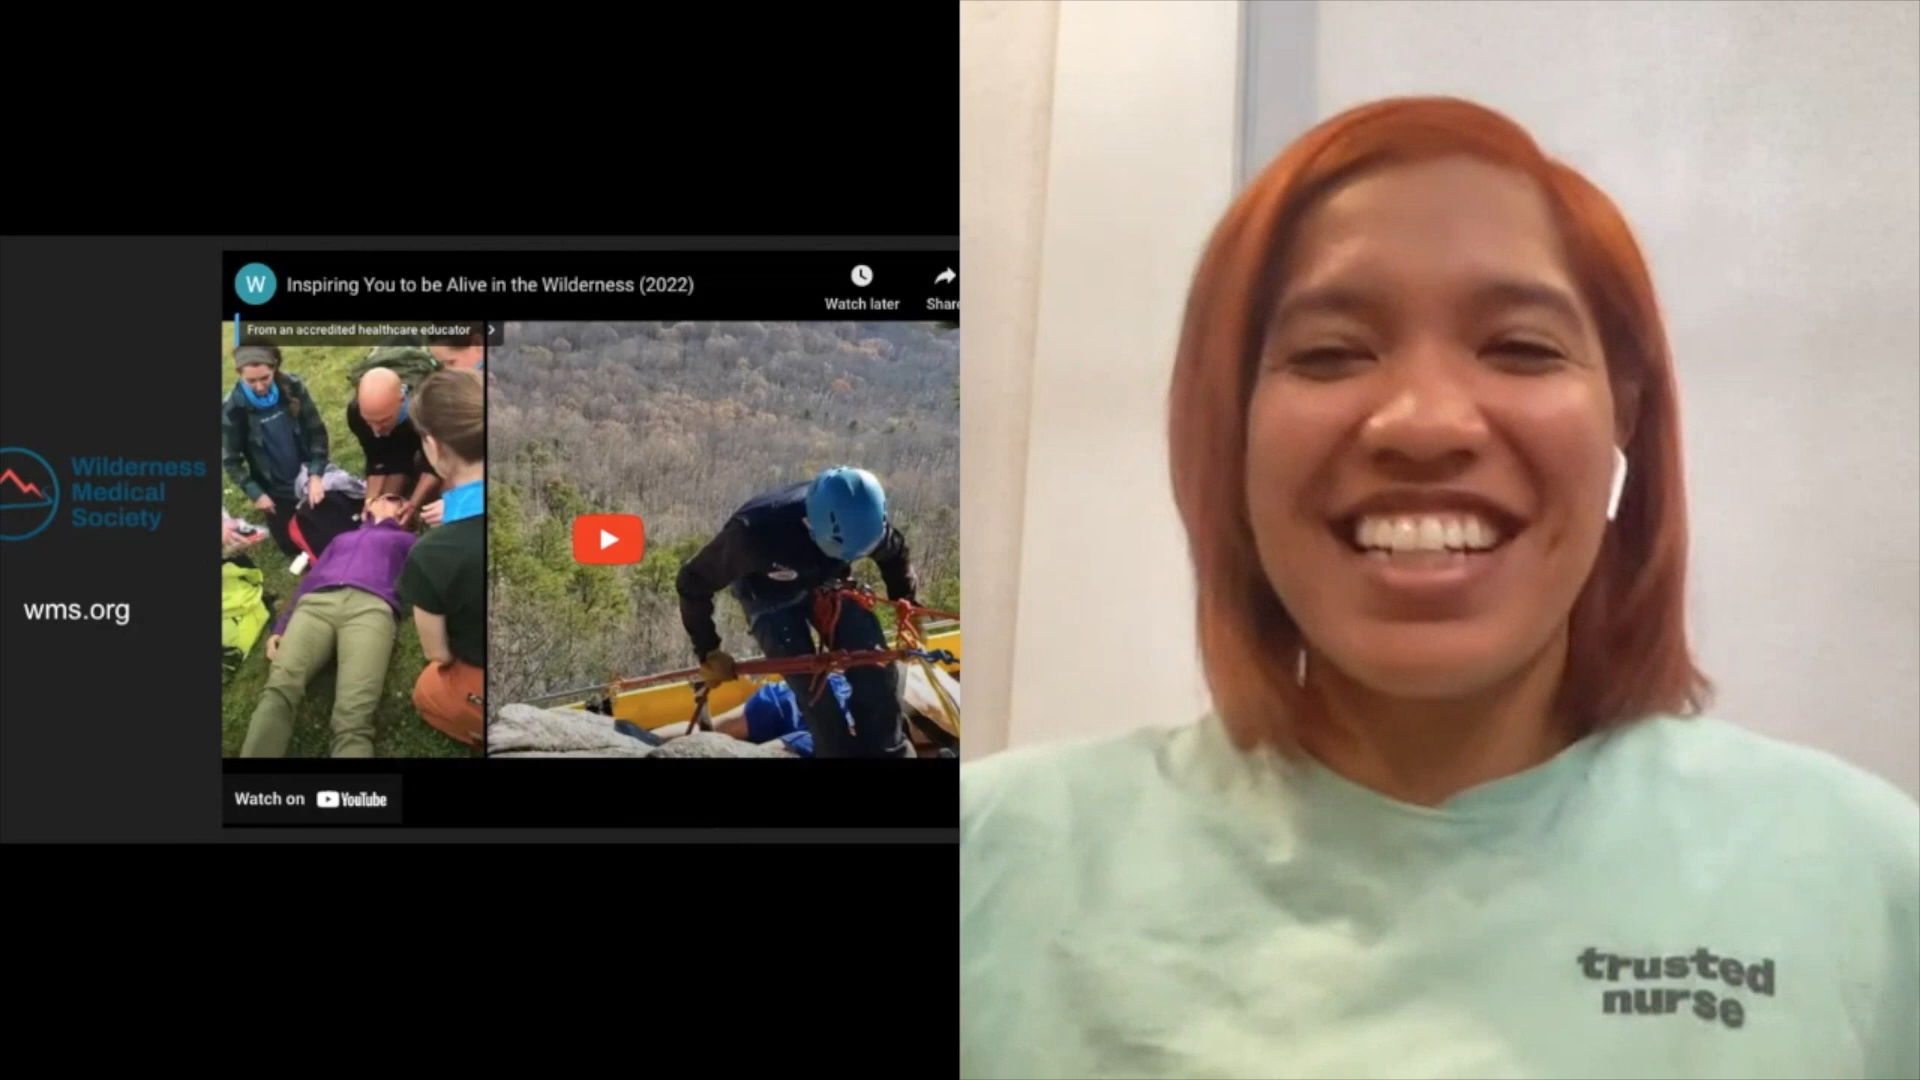 W
Inspiring You to be Alive in the Wilderness (2022)
Watch later
Share
From an accredited healthcare educator
Wilderness
Medical
Society
wms.org
Watch on YouTube
trusted
nurse